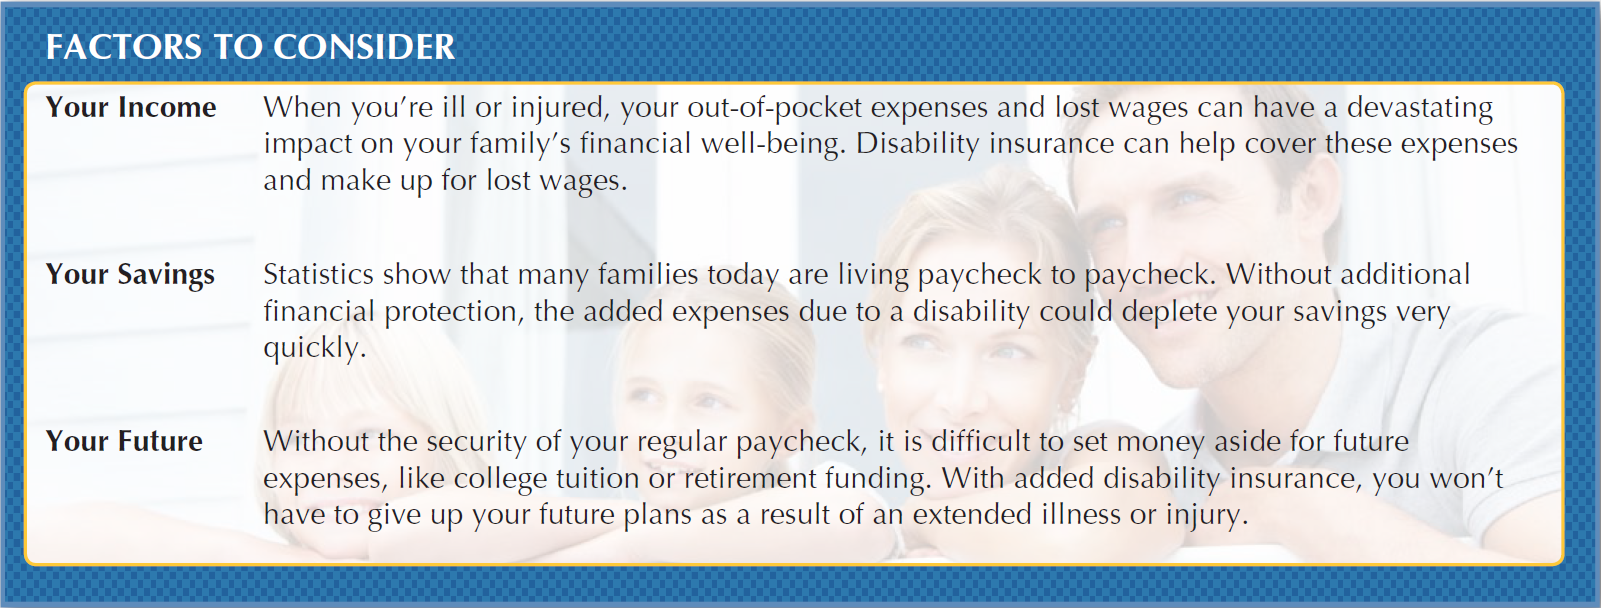 FACTORS TO CONSIDER
Your Income When you’re ill or injured, your out-of-pocket expenses and lost wages can have a devastating
impact on your family’s financial well-being. Disability insurance can help cover these expenses
and make up for lost wages.
Your Savings Statistics show that many families today are living paycheck to paycheck. Without additional
financial protection, the added expenses due to a disability could deplete your savings very
quickly.
Your Future Without the security of your regular paycheck, it is difficult to set money aside for future
expenses, like college tuition or retirement funding. With added disability insurance, you won’t
have to give up your future plans as a result of an extended illness or injury.